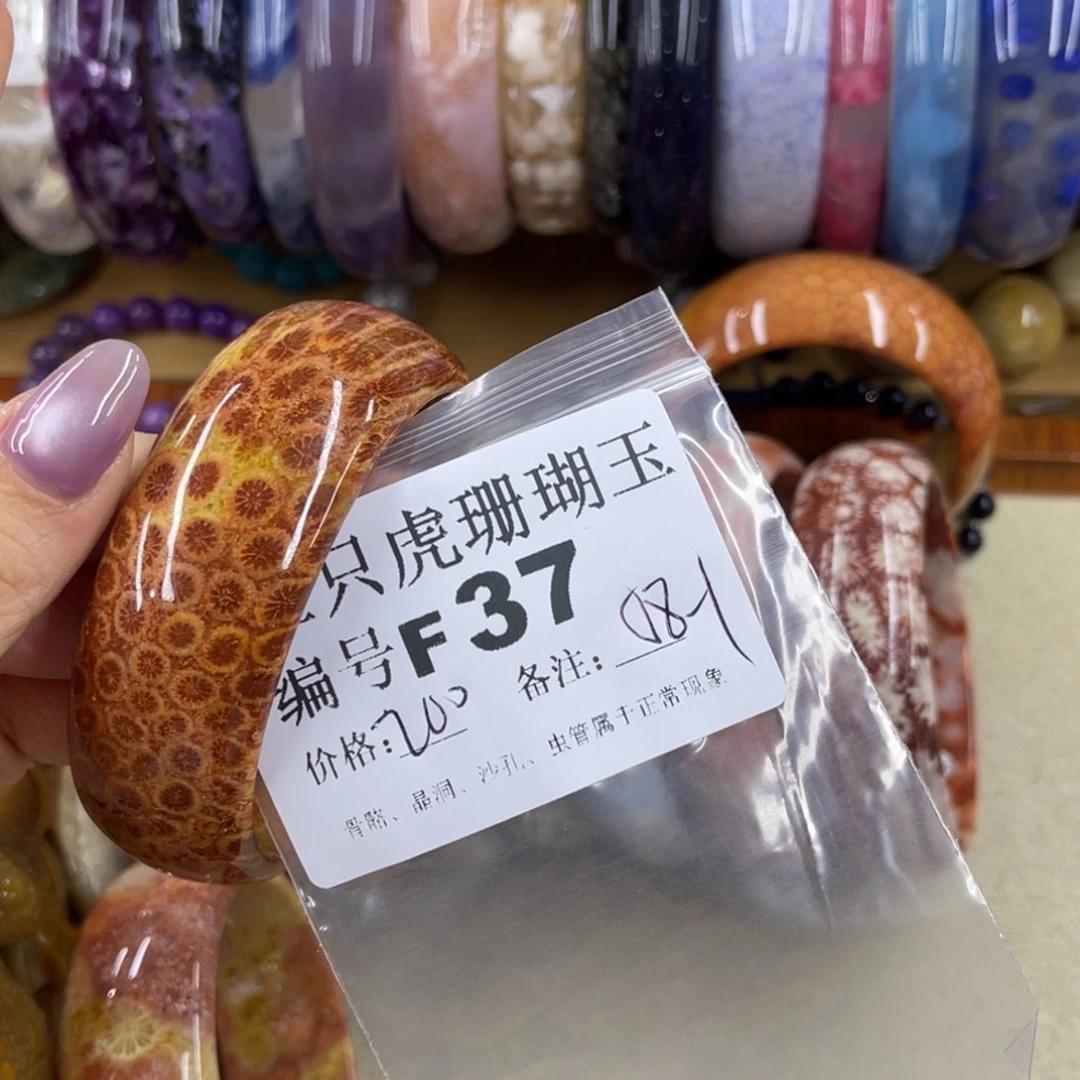 只虎珊瑚玉
编号F37
价格:200 备注:
骨骼、晶洞、沙孔、虫管属于正常现象